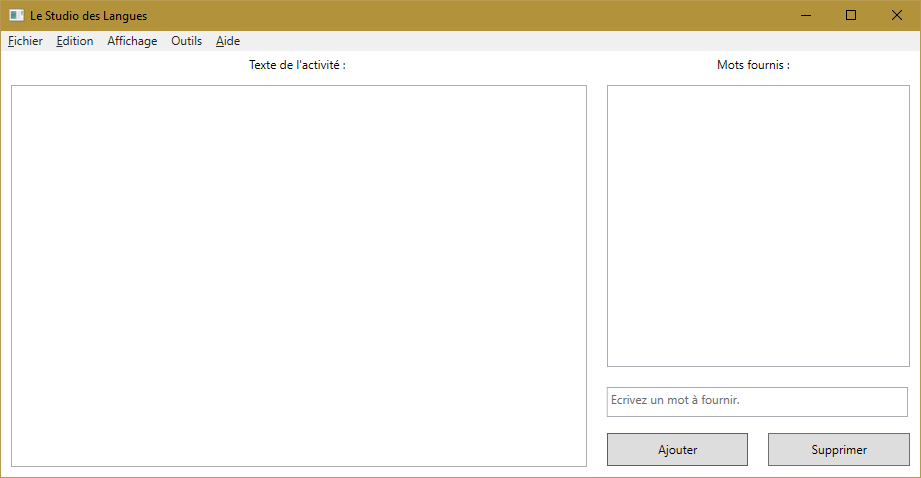 Le Studio des Langues
Fichier Edition Affichage Outils Aide
Texte de l'activité :
Mots fournis :
Ecrivez un mot à fournir.
Ajouter Supprimer